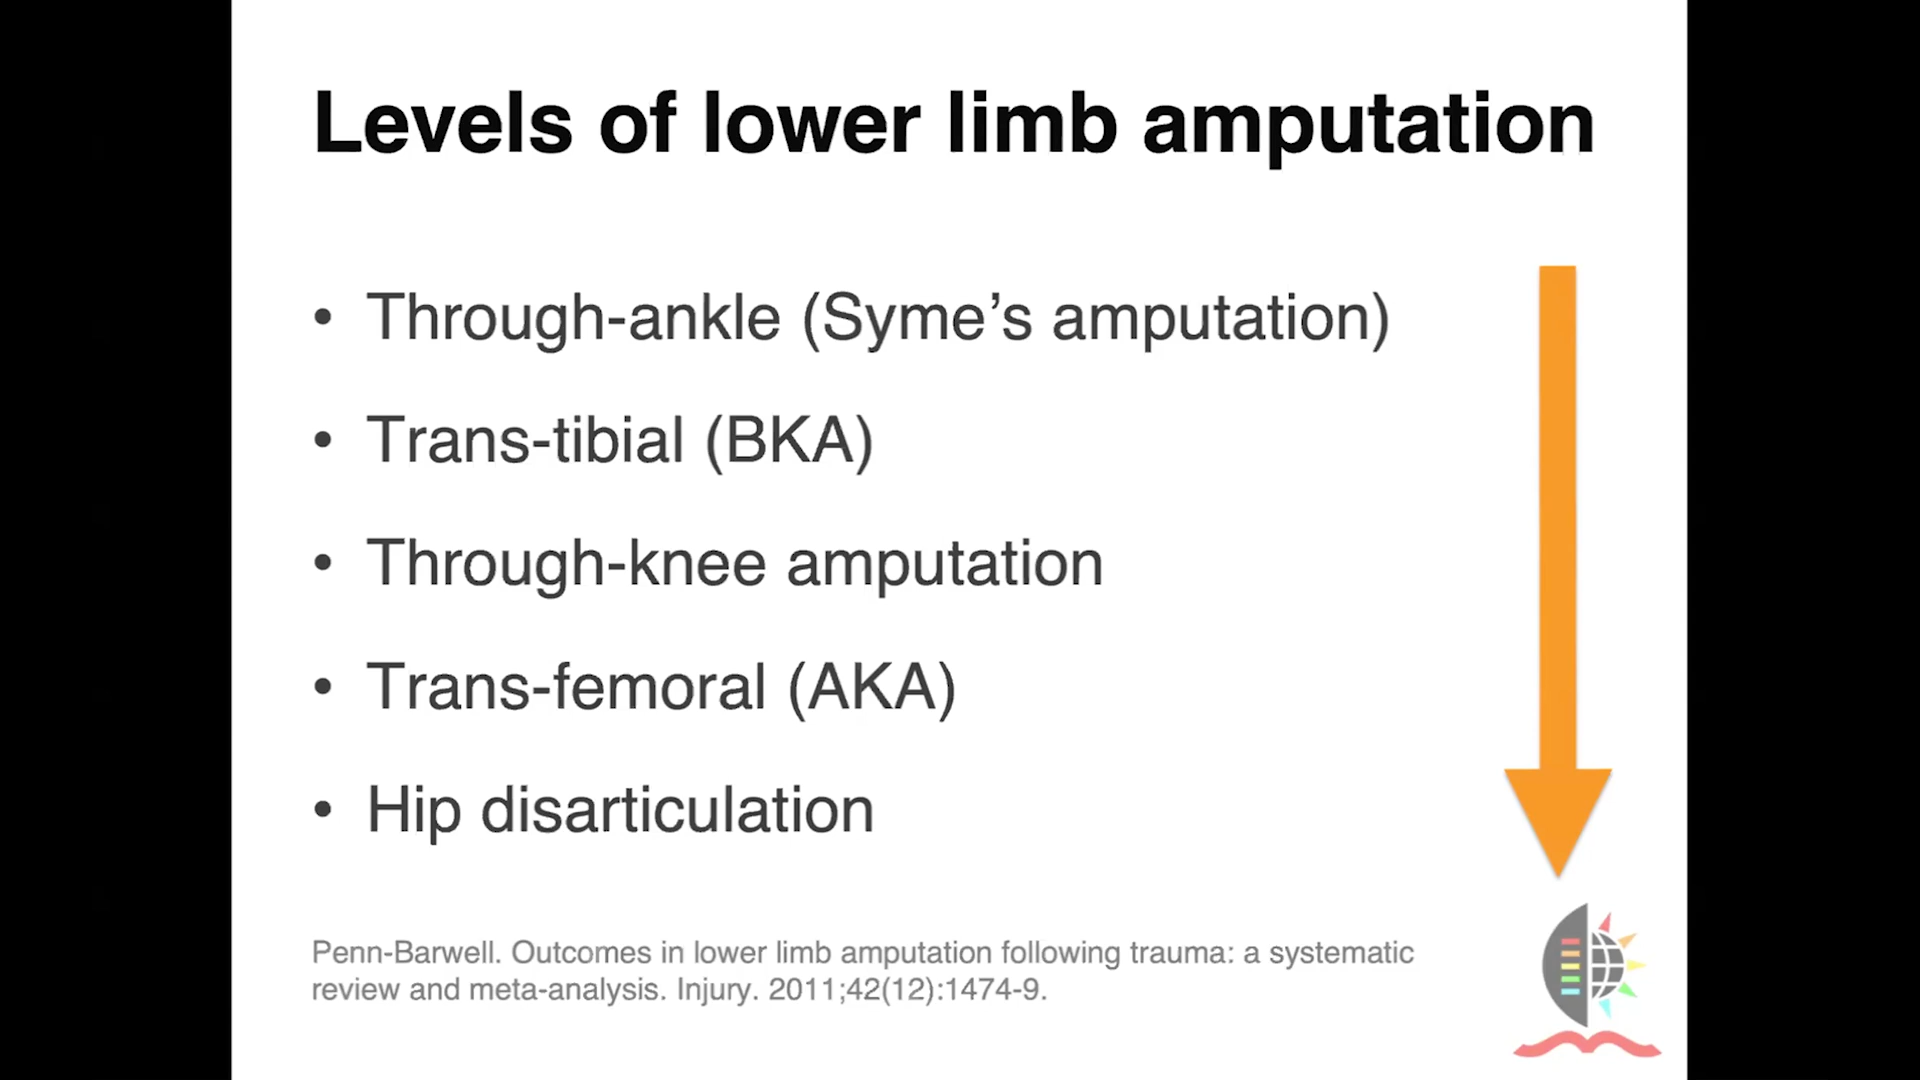 Levels of lower limb amputation
• Through-ankle (Syme’s amputation)
• Trans-tibial (BKA)
• Through-knee amputation
• Trans-femoral (AKA)
• Hip disarticulation
Penn-Barwell. Outcomes in lower limb amputation following trauma: a systematic
review and meta-analysis. Injury. 2011;42(12):1474-9.